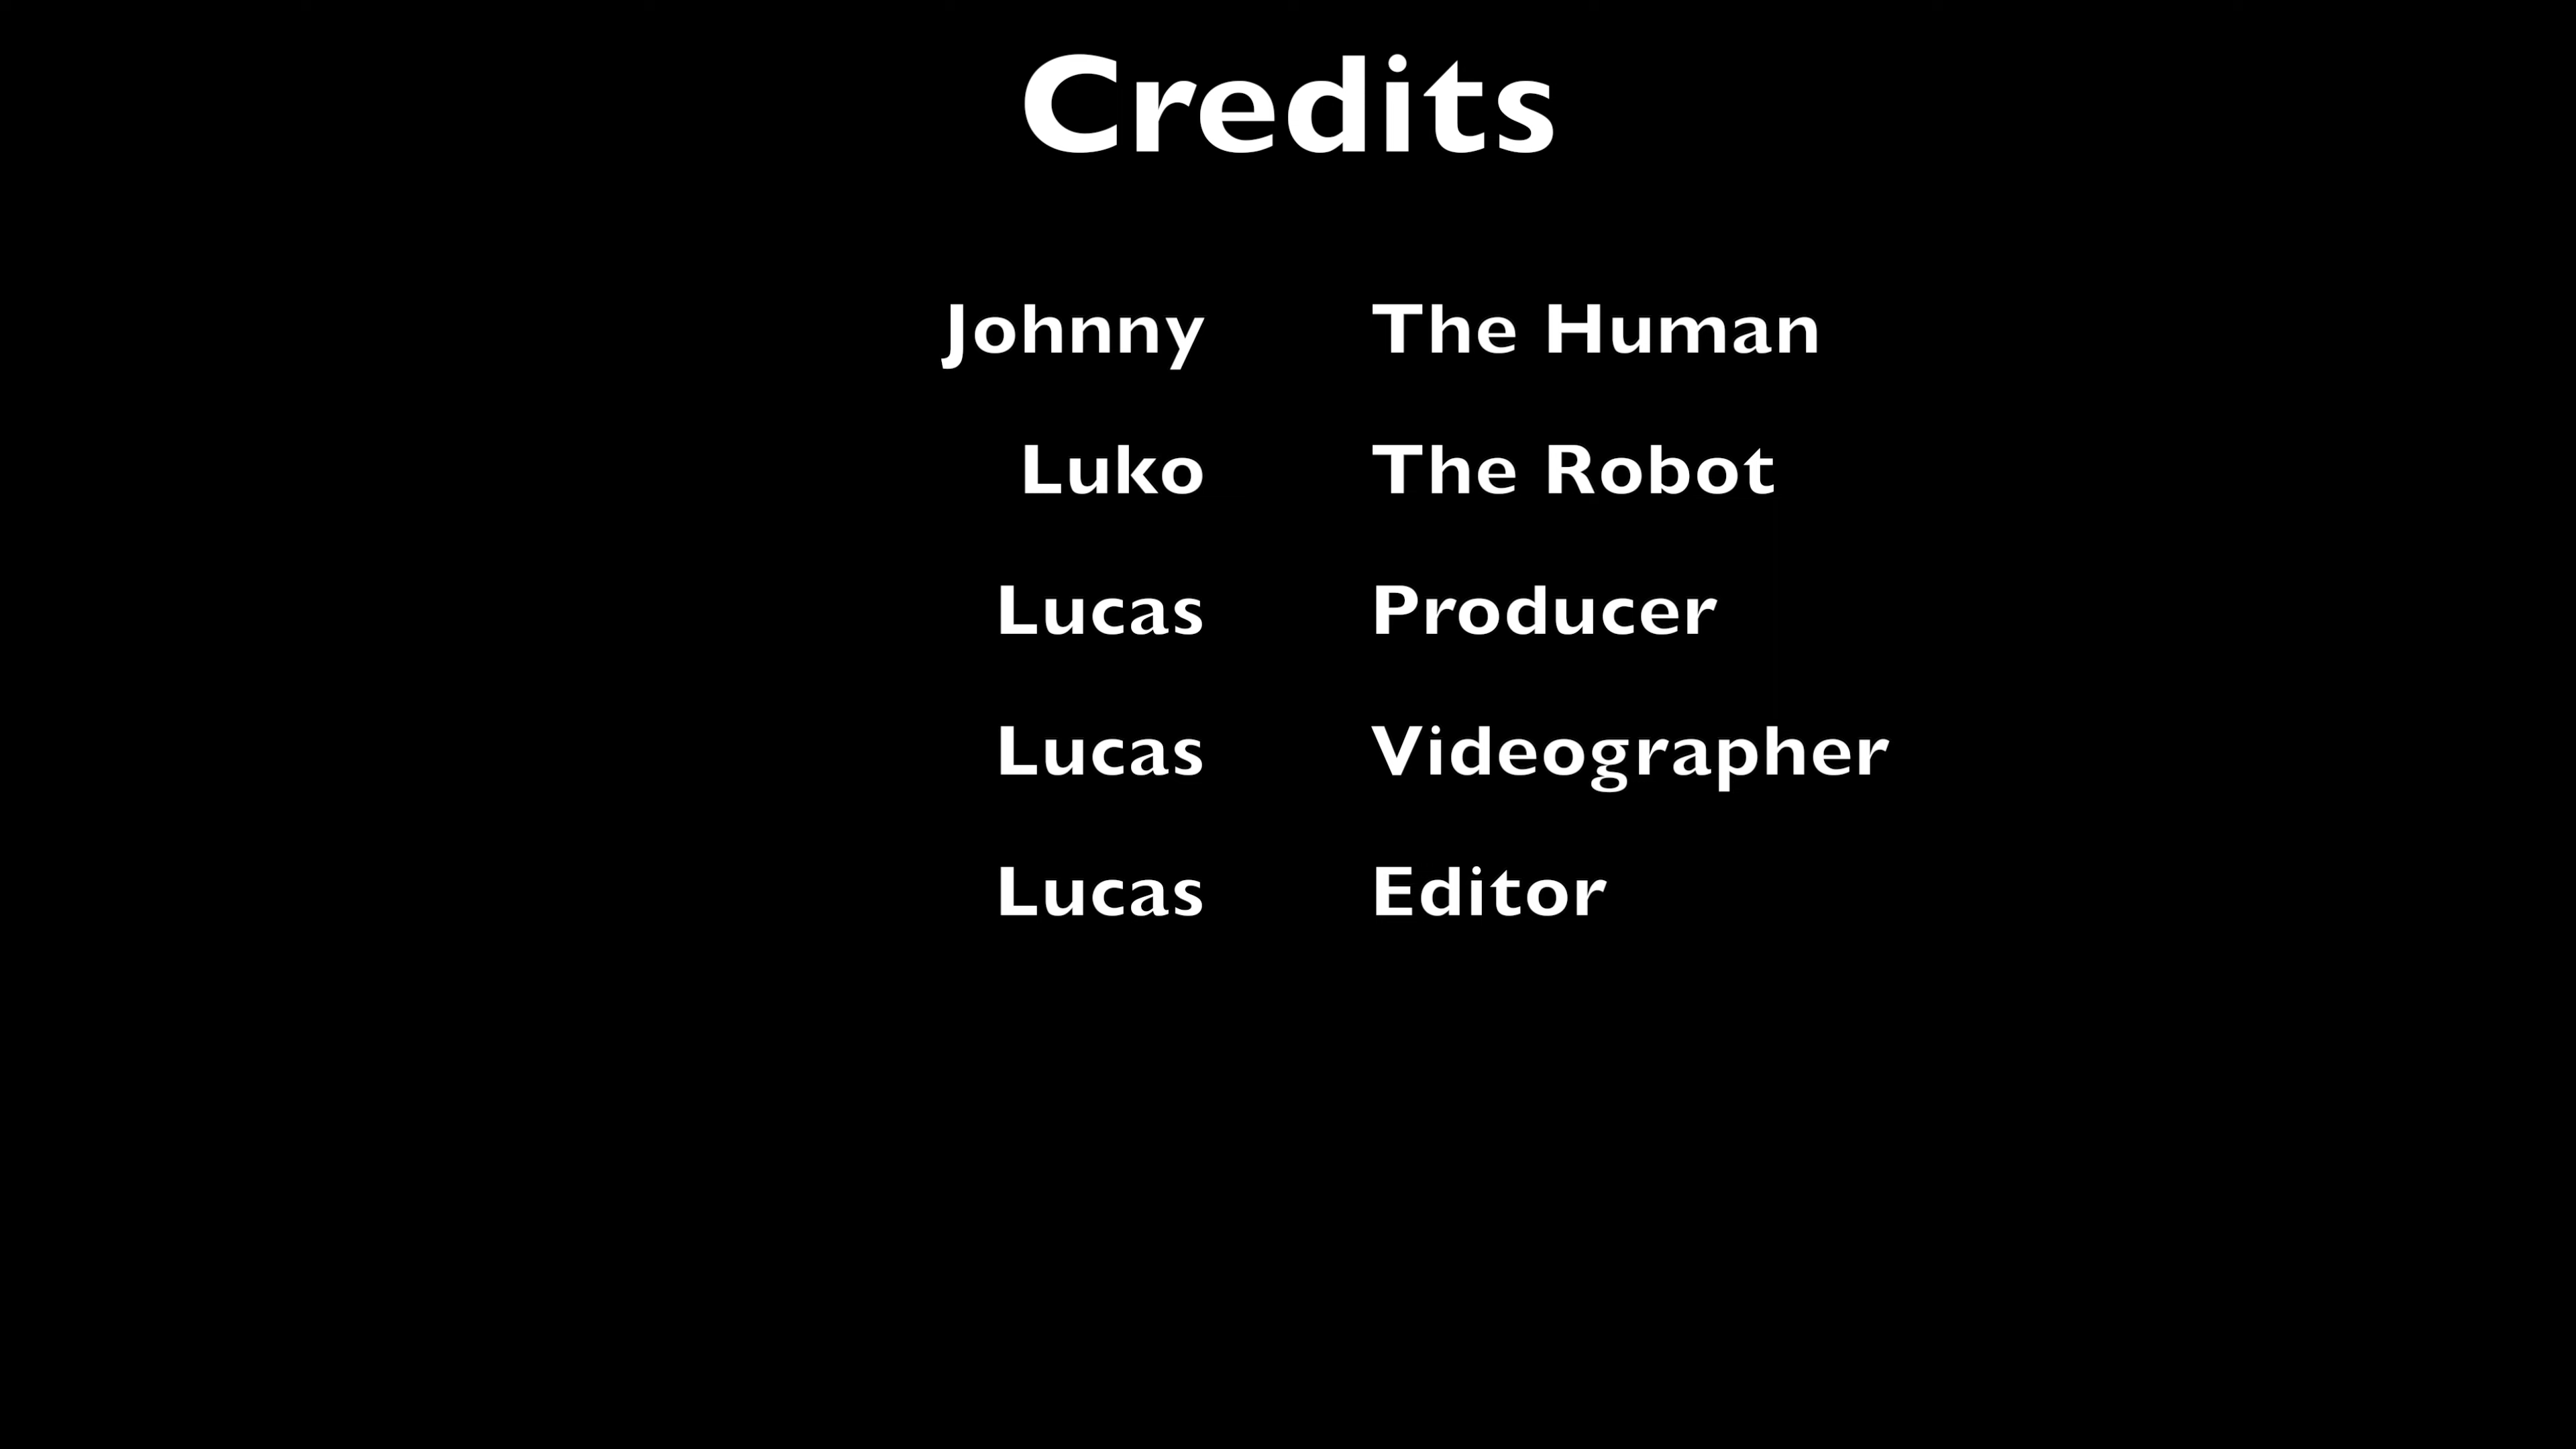 Credits
Johnny The Human
Luko The Robot
Lucas Producer
Lucas Videographer
Lucas Editor